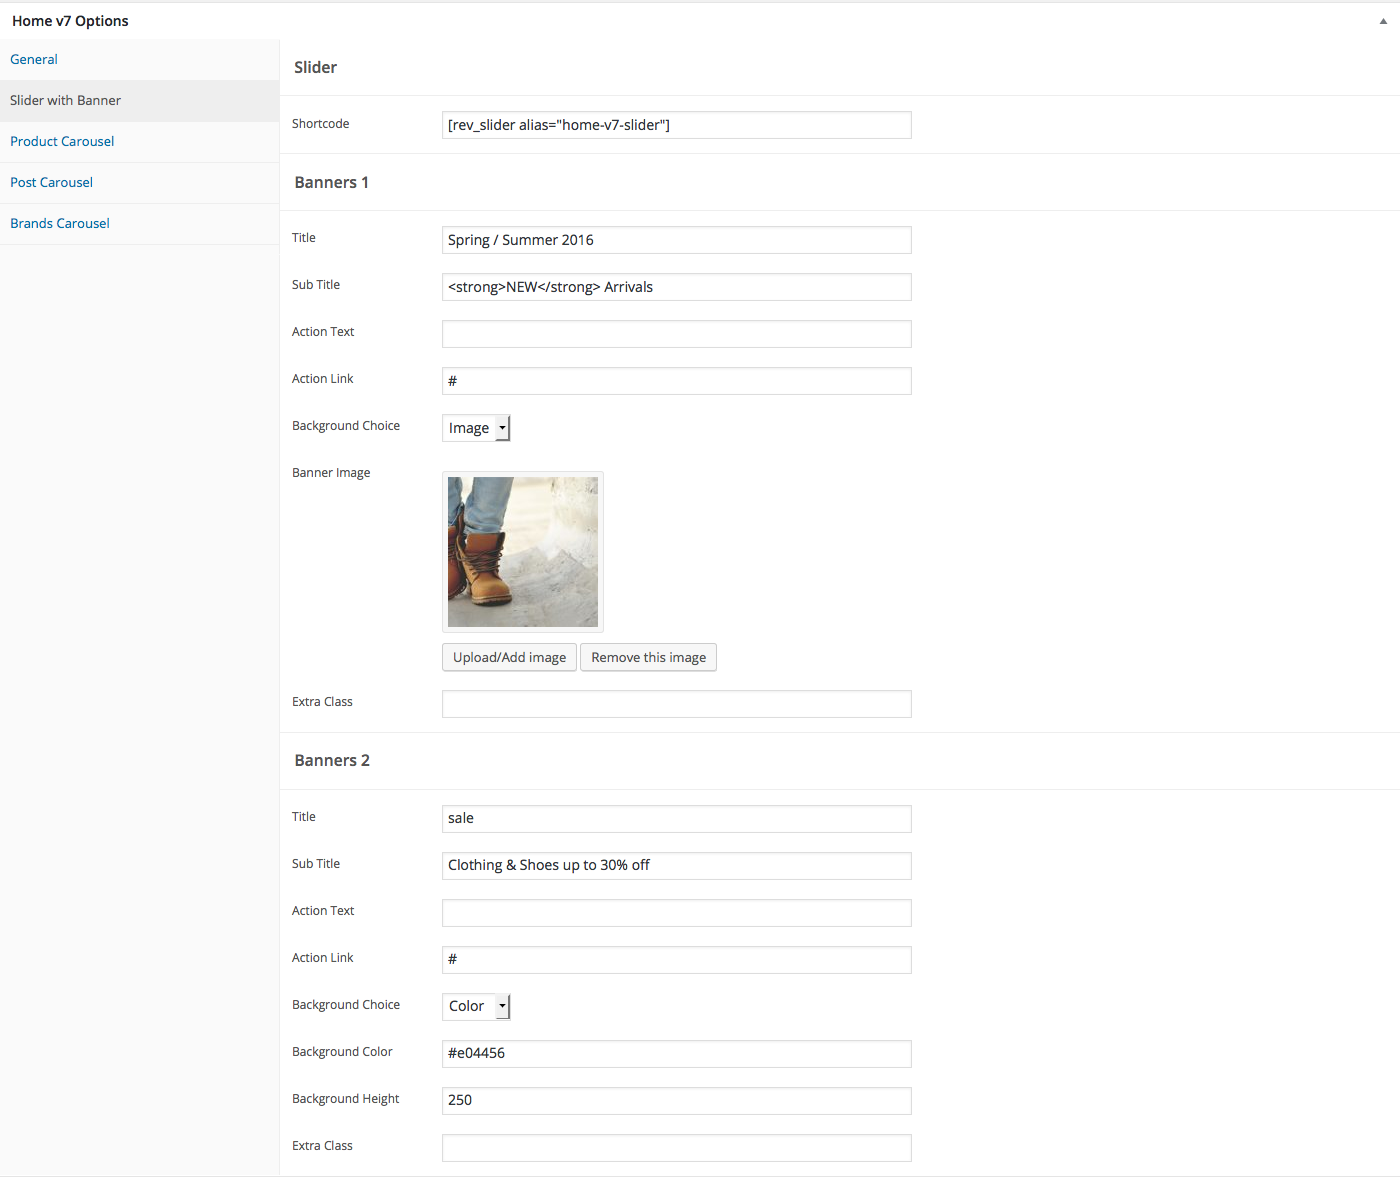 Home v7 Options
General
Slider with Banner
Product Carousel
Post Carousel
Brands Carousel
Slider
Shortcode
[rev_slider alias="home-v7-slider"]
Banners 1
Title
Spring / Summer 2016
Sub Title
<strong>NEW</strong> Arrivals
Action Text
Action Link
#
Background Choice
Image
Banner Image
Upload/Add image
Remove this image
Extra Class
Banners 2
Title
sale
Sub Title
Clothing & Shoes up to 30% off
Action Text
Action Link
#
Background Choice
Color
Background Color
#e04456
Background Height
250
Extra Class